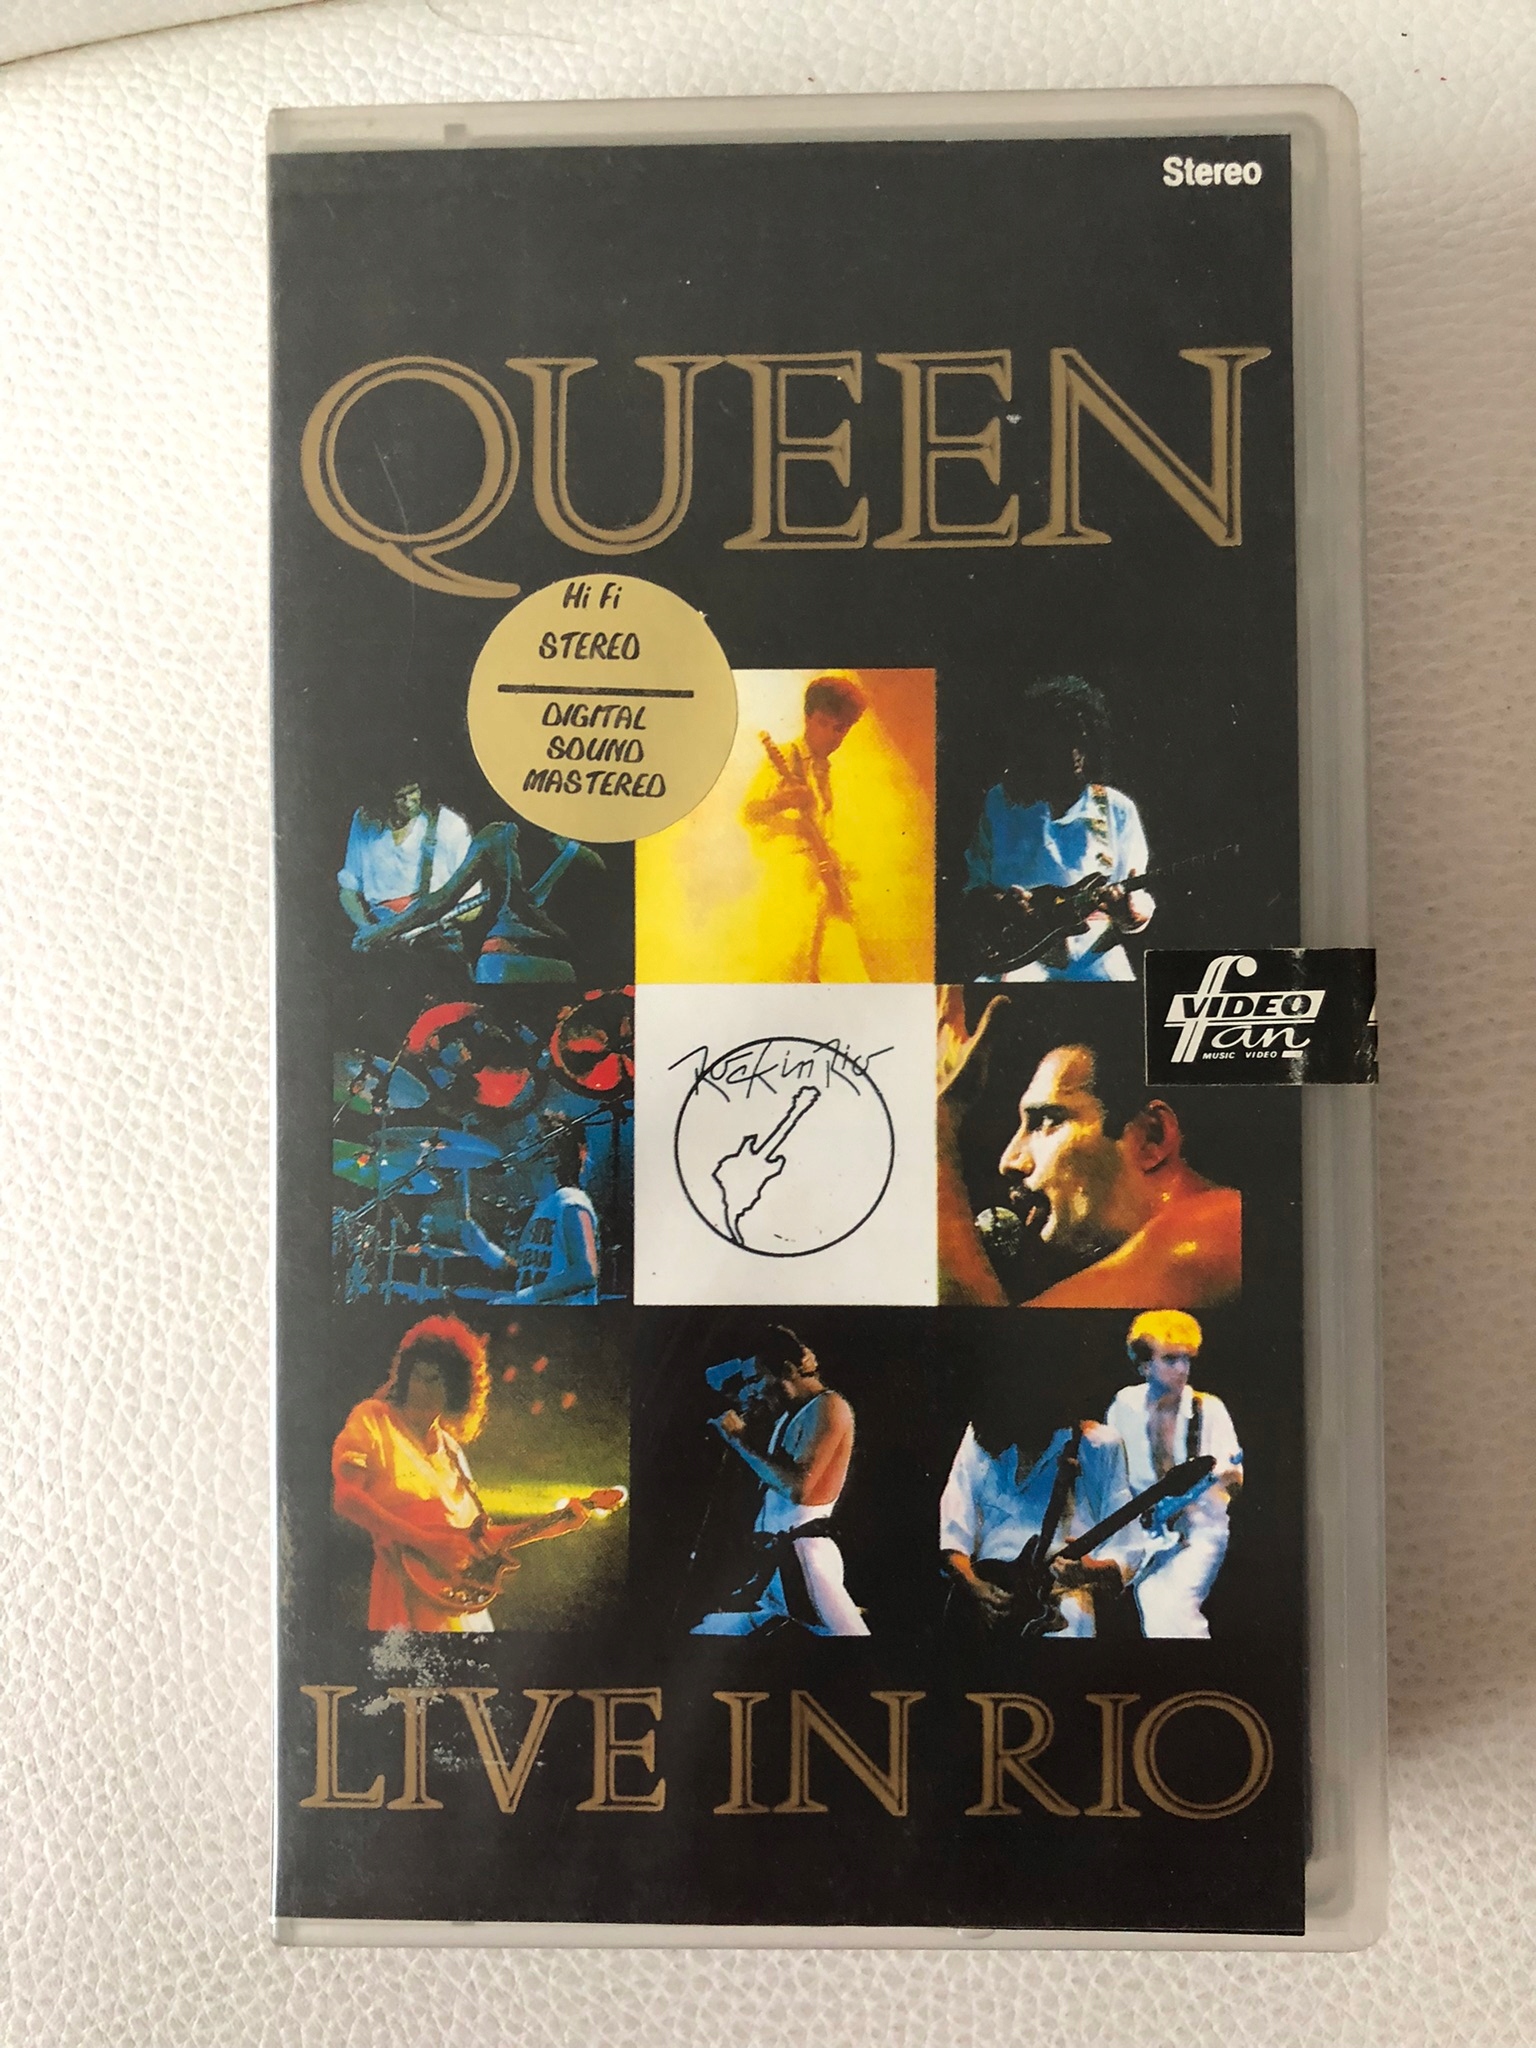 Stereo
QUEEN
Hi Fi
STEREO
DIGITAL
SOUND
MASTERED
Rock in Rio
VIDEO
fan
MUSIC VIDEO
LIVE IN RIO